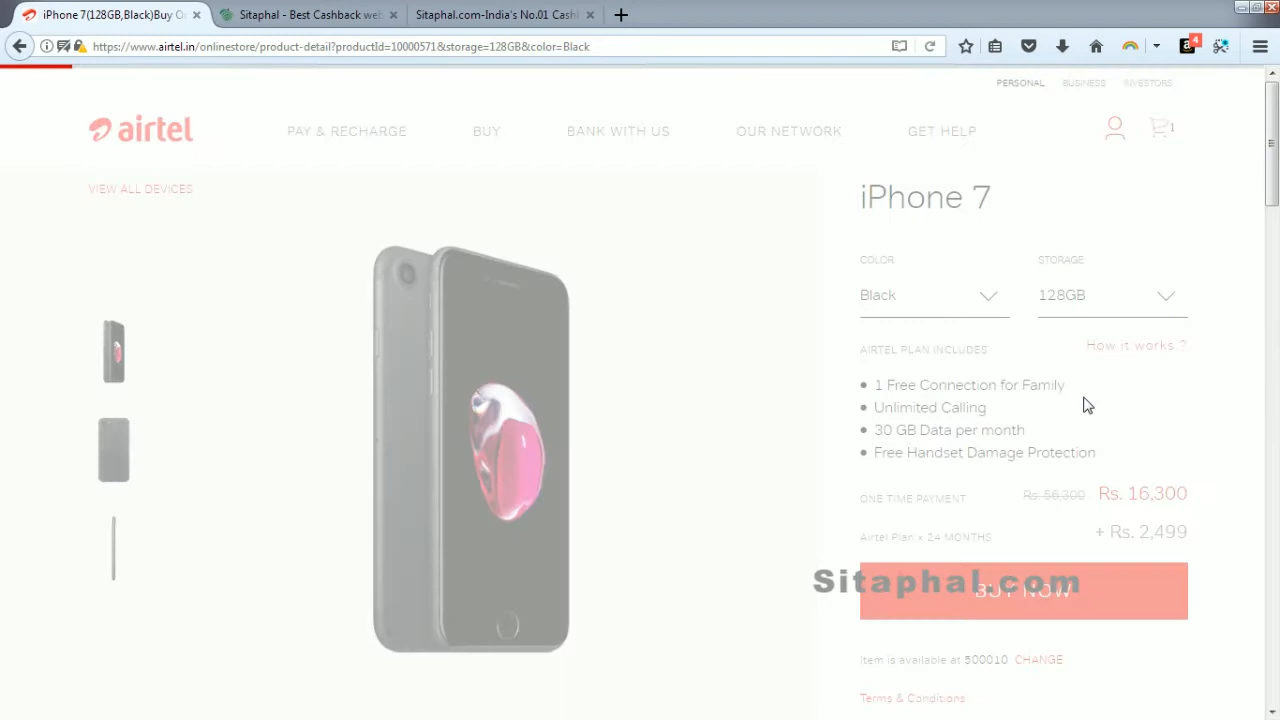 iPhone 7(128GB,Black)Buy O
Sitaphal - Best Cashback web
Sitaphal.com-India's No.01 Cashl
https://www.airtel.in/onlinestore/product-detail?productId=10000571&storage=128GB&color=Black
4
PERSONAL BUSINESS INVESTORS
airtel
PAY & RECHARGE BUY BANK WITH US OUR NETWORK GET HELP
1
VIEW ALL DEVICES
iPhone 7
COLOR STORAGE
Black 128GB
AIRTEL PLAN INCLUDES How it works ?
1 Free Connection for Family
Unlimited Calling
30 GB Data per month
Free Handset Damage Protection
ONE TIME PAYMENT Rs. 56,300 Rs. 16,300
Airtel Plan x 24 MONTHS + Rs. 2,499
Sitaphal.com
BUY NOW
Item is available at 500010 CHANGE
Terms & Conditions